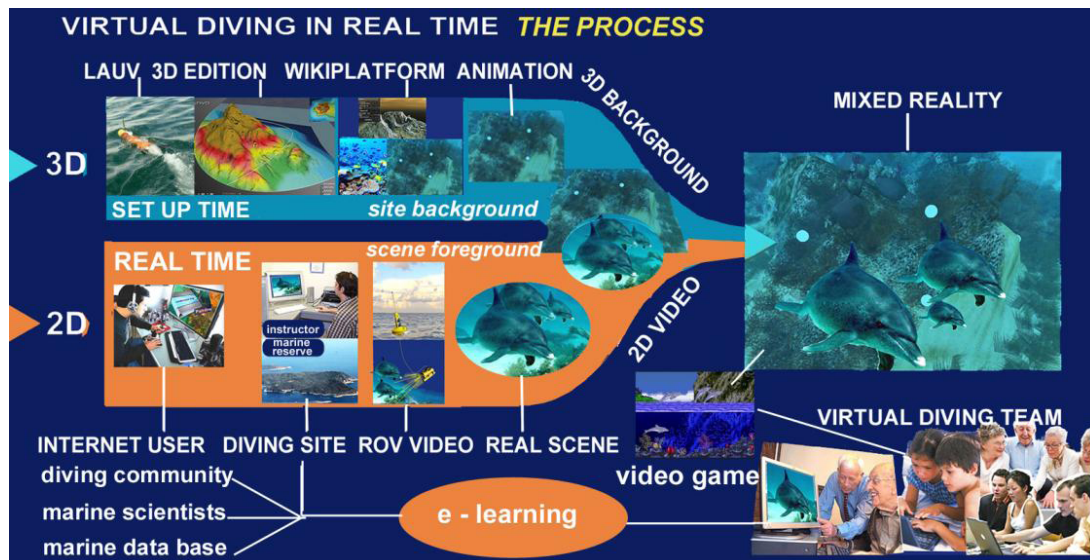 VIRTUAL DIVING IN REAL TIME THE PROCESS
LAUV 3D EDITION WIKIPLATFORM ANIMATION
3D BACKGROUND
MIXED REALITY
3D
SET UP TIME
site background
scene foreground
REAL TIME
2D
instructor
marine reserve
2D VIDEO
INTERNET USER DIVING SITE ROV VIDEO REAL SCENE
VIRTUAL DIVING TEAM
video game
diving community
marine scientists
marine data base
e - learning